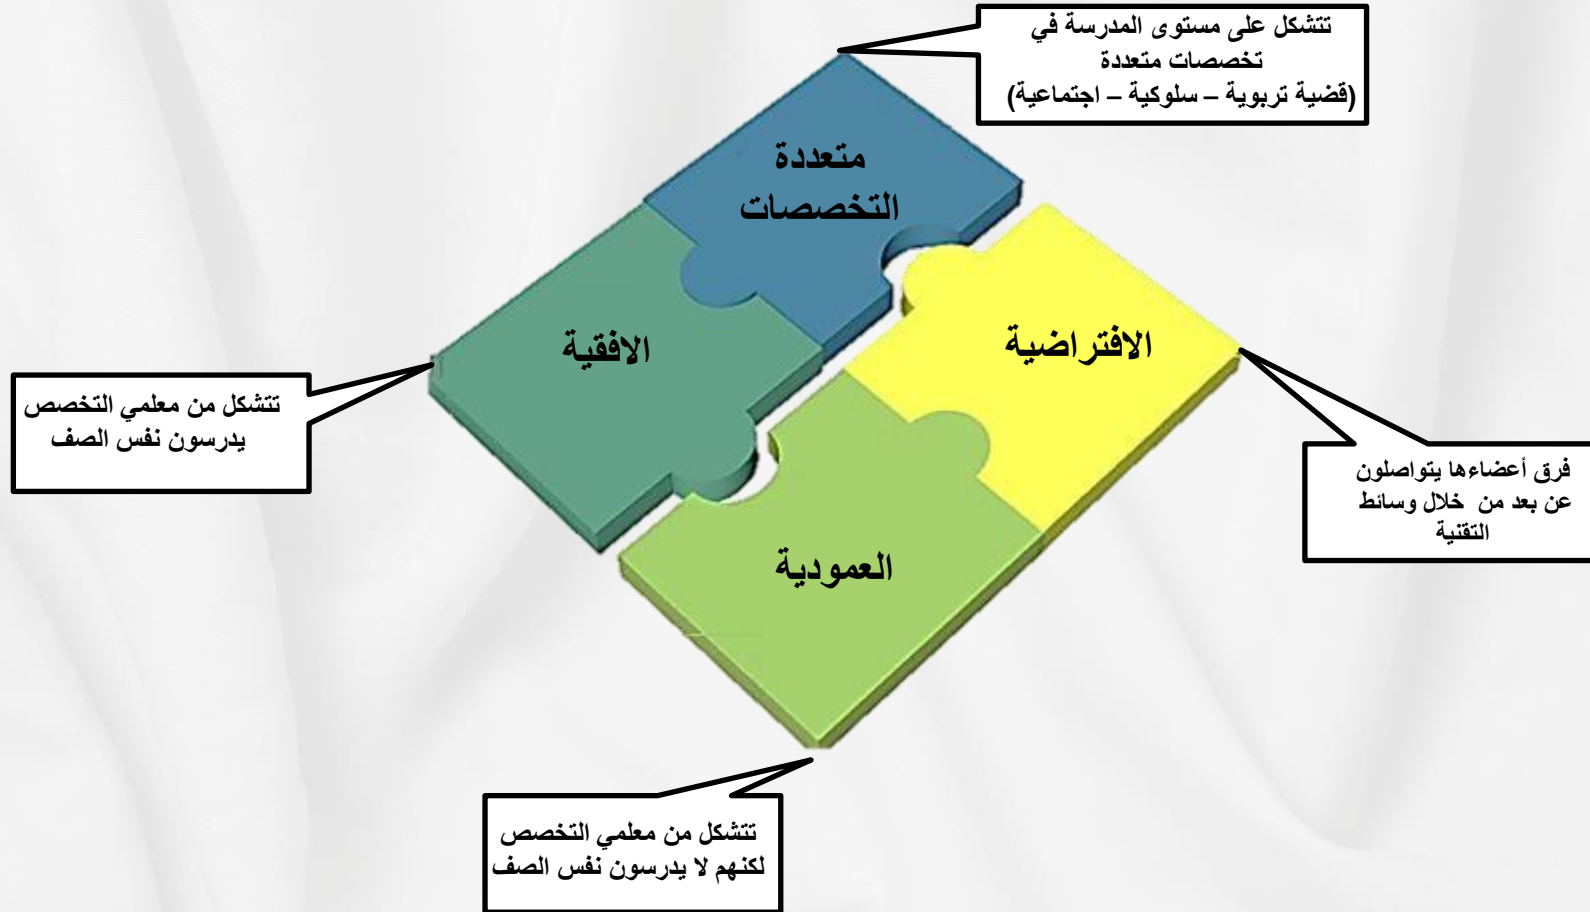 تتشكل على مستوى المدرسة في
تخصصات متعددة
(قضية تربوية – سلوكية – اجتماعية)
متعددة
التخصصات
الافتراضية
الافقية
تتشكل من معلمي التخصص
يدرسون نفس الصف
فرق أعضاءها يتواصلون
عن بعد من خلال وسائط
التقنية
العمودية
تتشكل من معلمي التخصص
لكنهم لا يدرسون نفس الصف